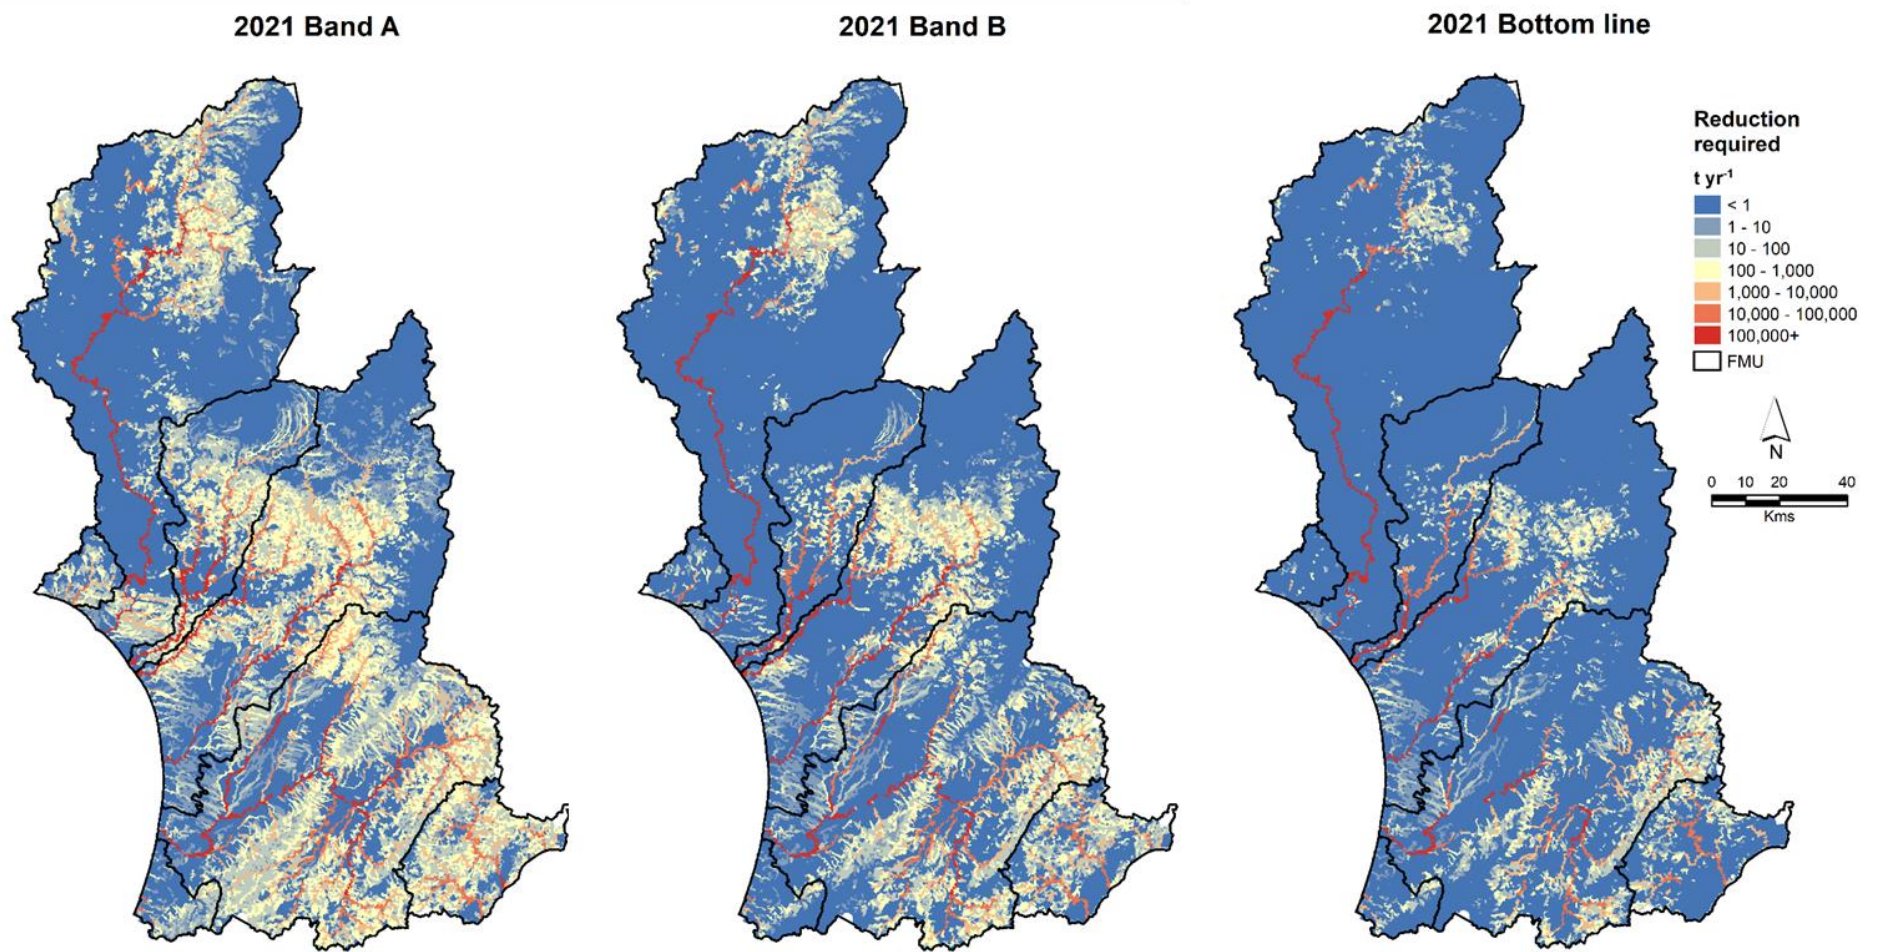 2021 Band A
2021 Band B
2021 Bottom line
Reduction
required
t yr-1
< 1
1 - 10
10 - 100
100 - 1,000
1,000 - 10,000
10,000 - 100,000
100,000+
FMU
N
0 10 20 40
Kms